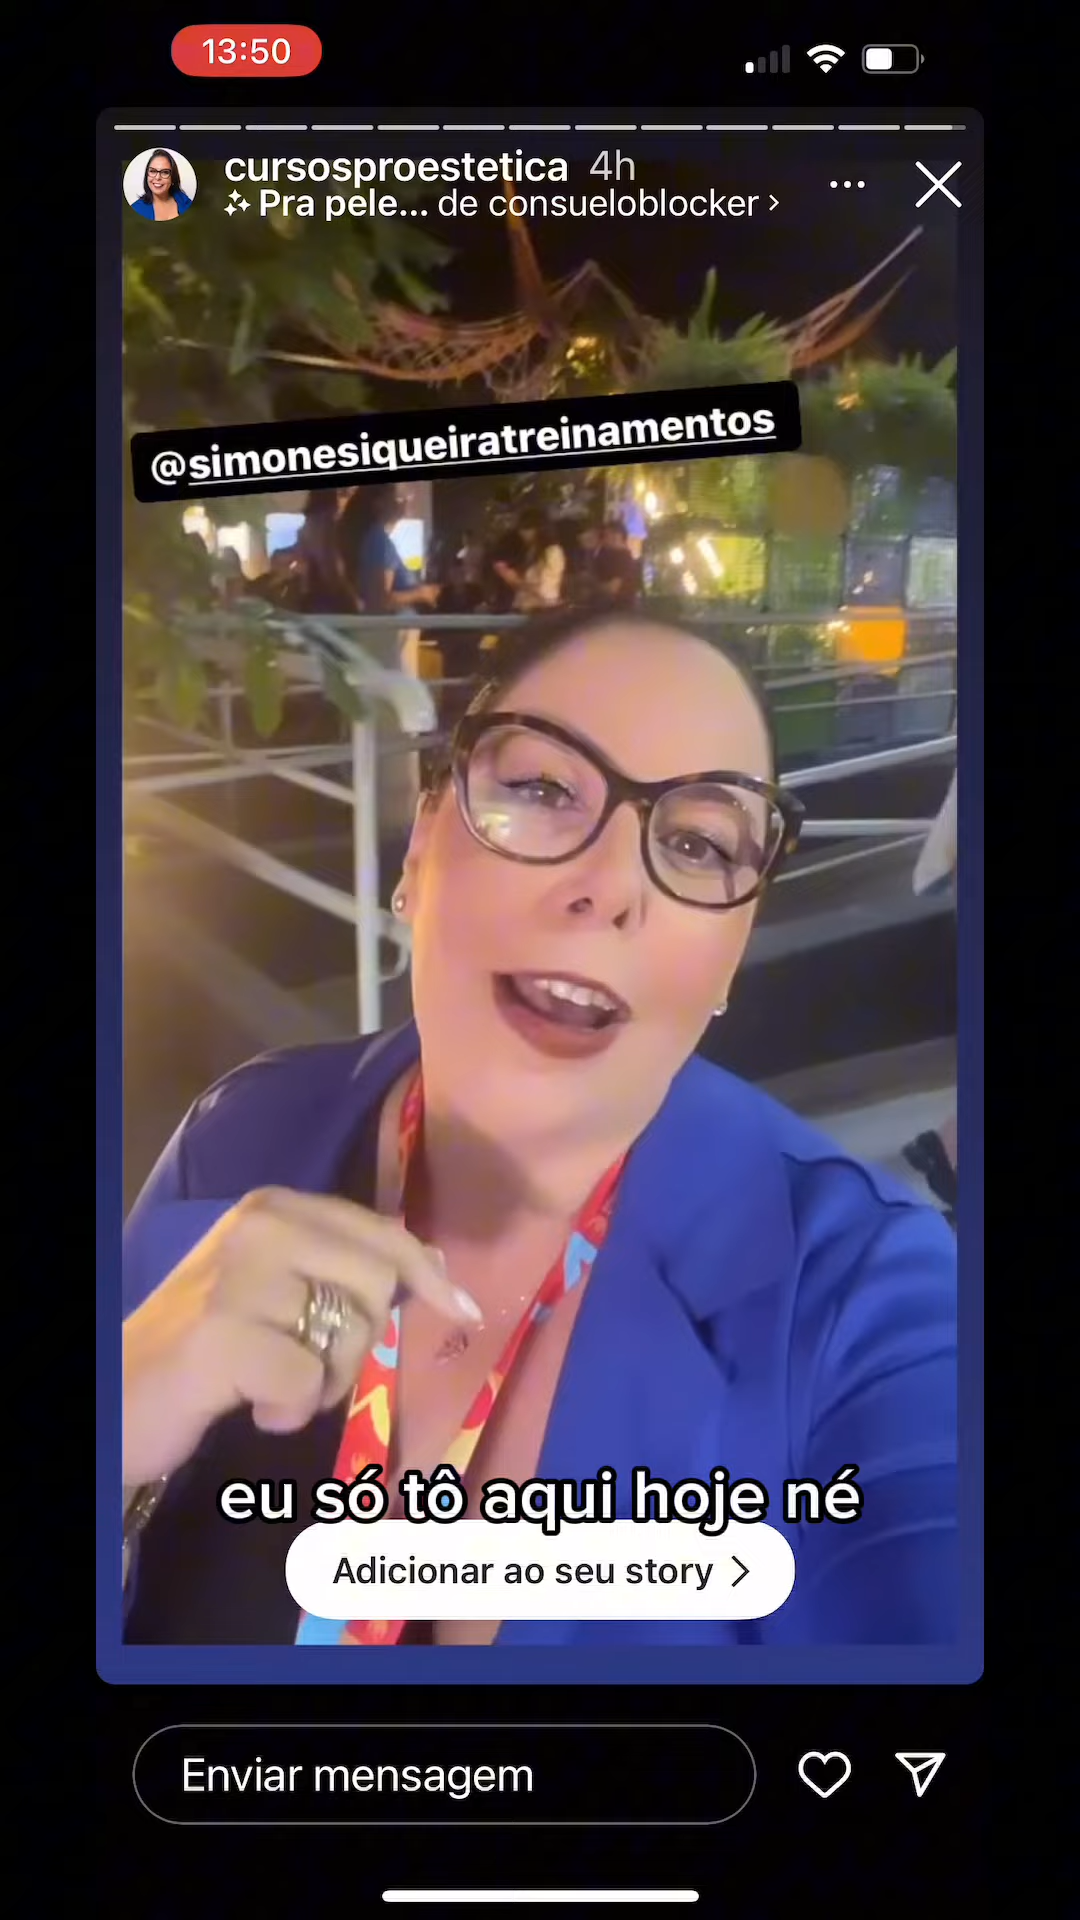 13:50
cursosproestetica 4h
Pra pele... de consueloblocker
@simonesiqueiratreinamentos
eu só tô aqui hoje né
Adicionar ao seu story
Enviar mensagem